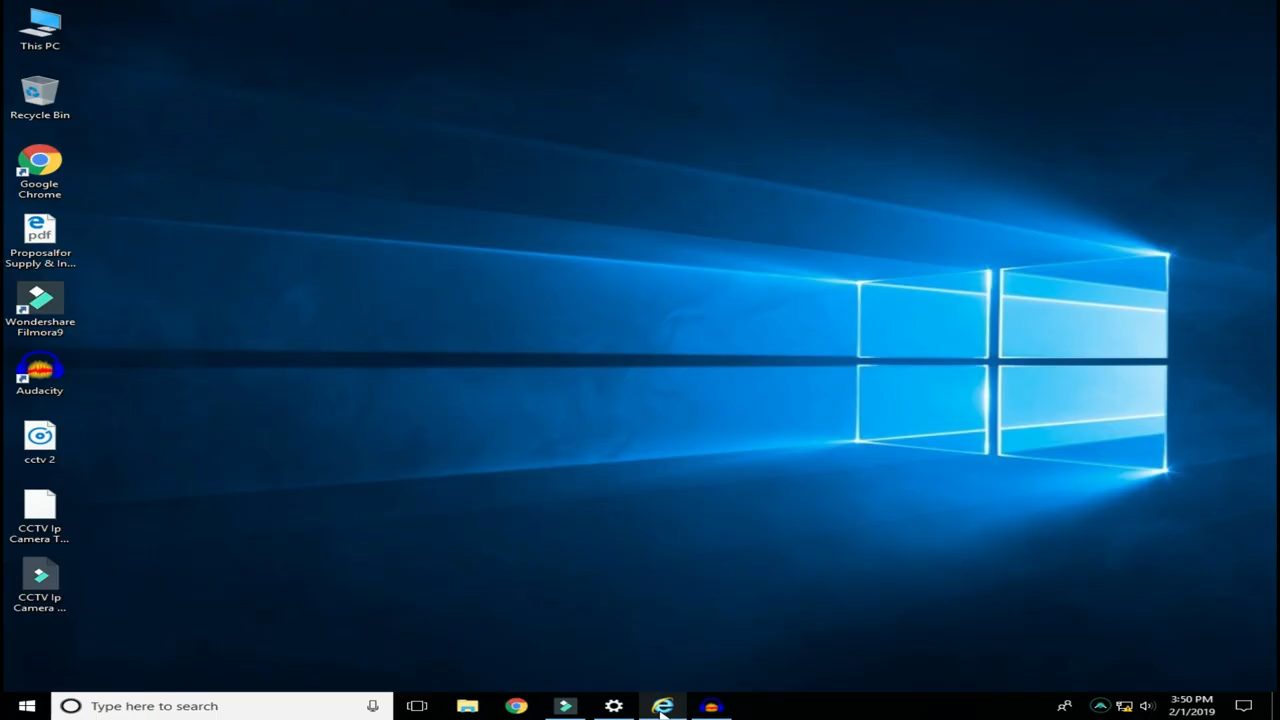 This PC
Recycle Bin
Google
Chrome
pdf
Proposalfor
Supply & In...
Wondershare
Filmora9
Audacity
cctv 2
CCTV Ip
Camera T...
CCTV Ip
Camera ...
Type here to search
3:50 PM
2/1/2019